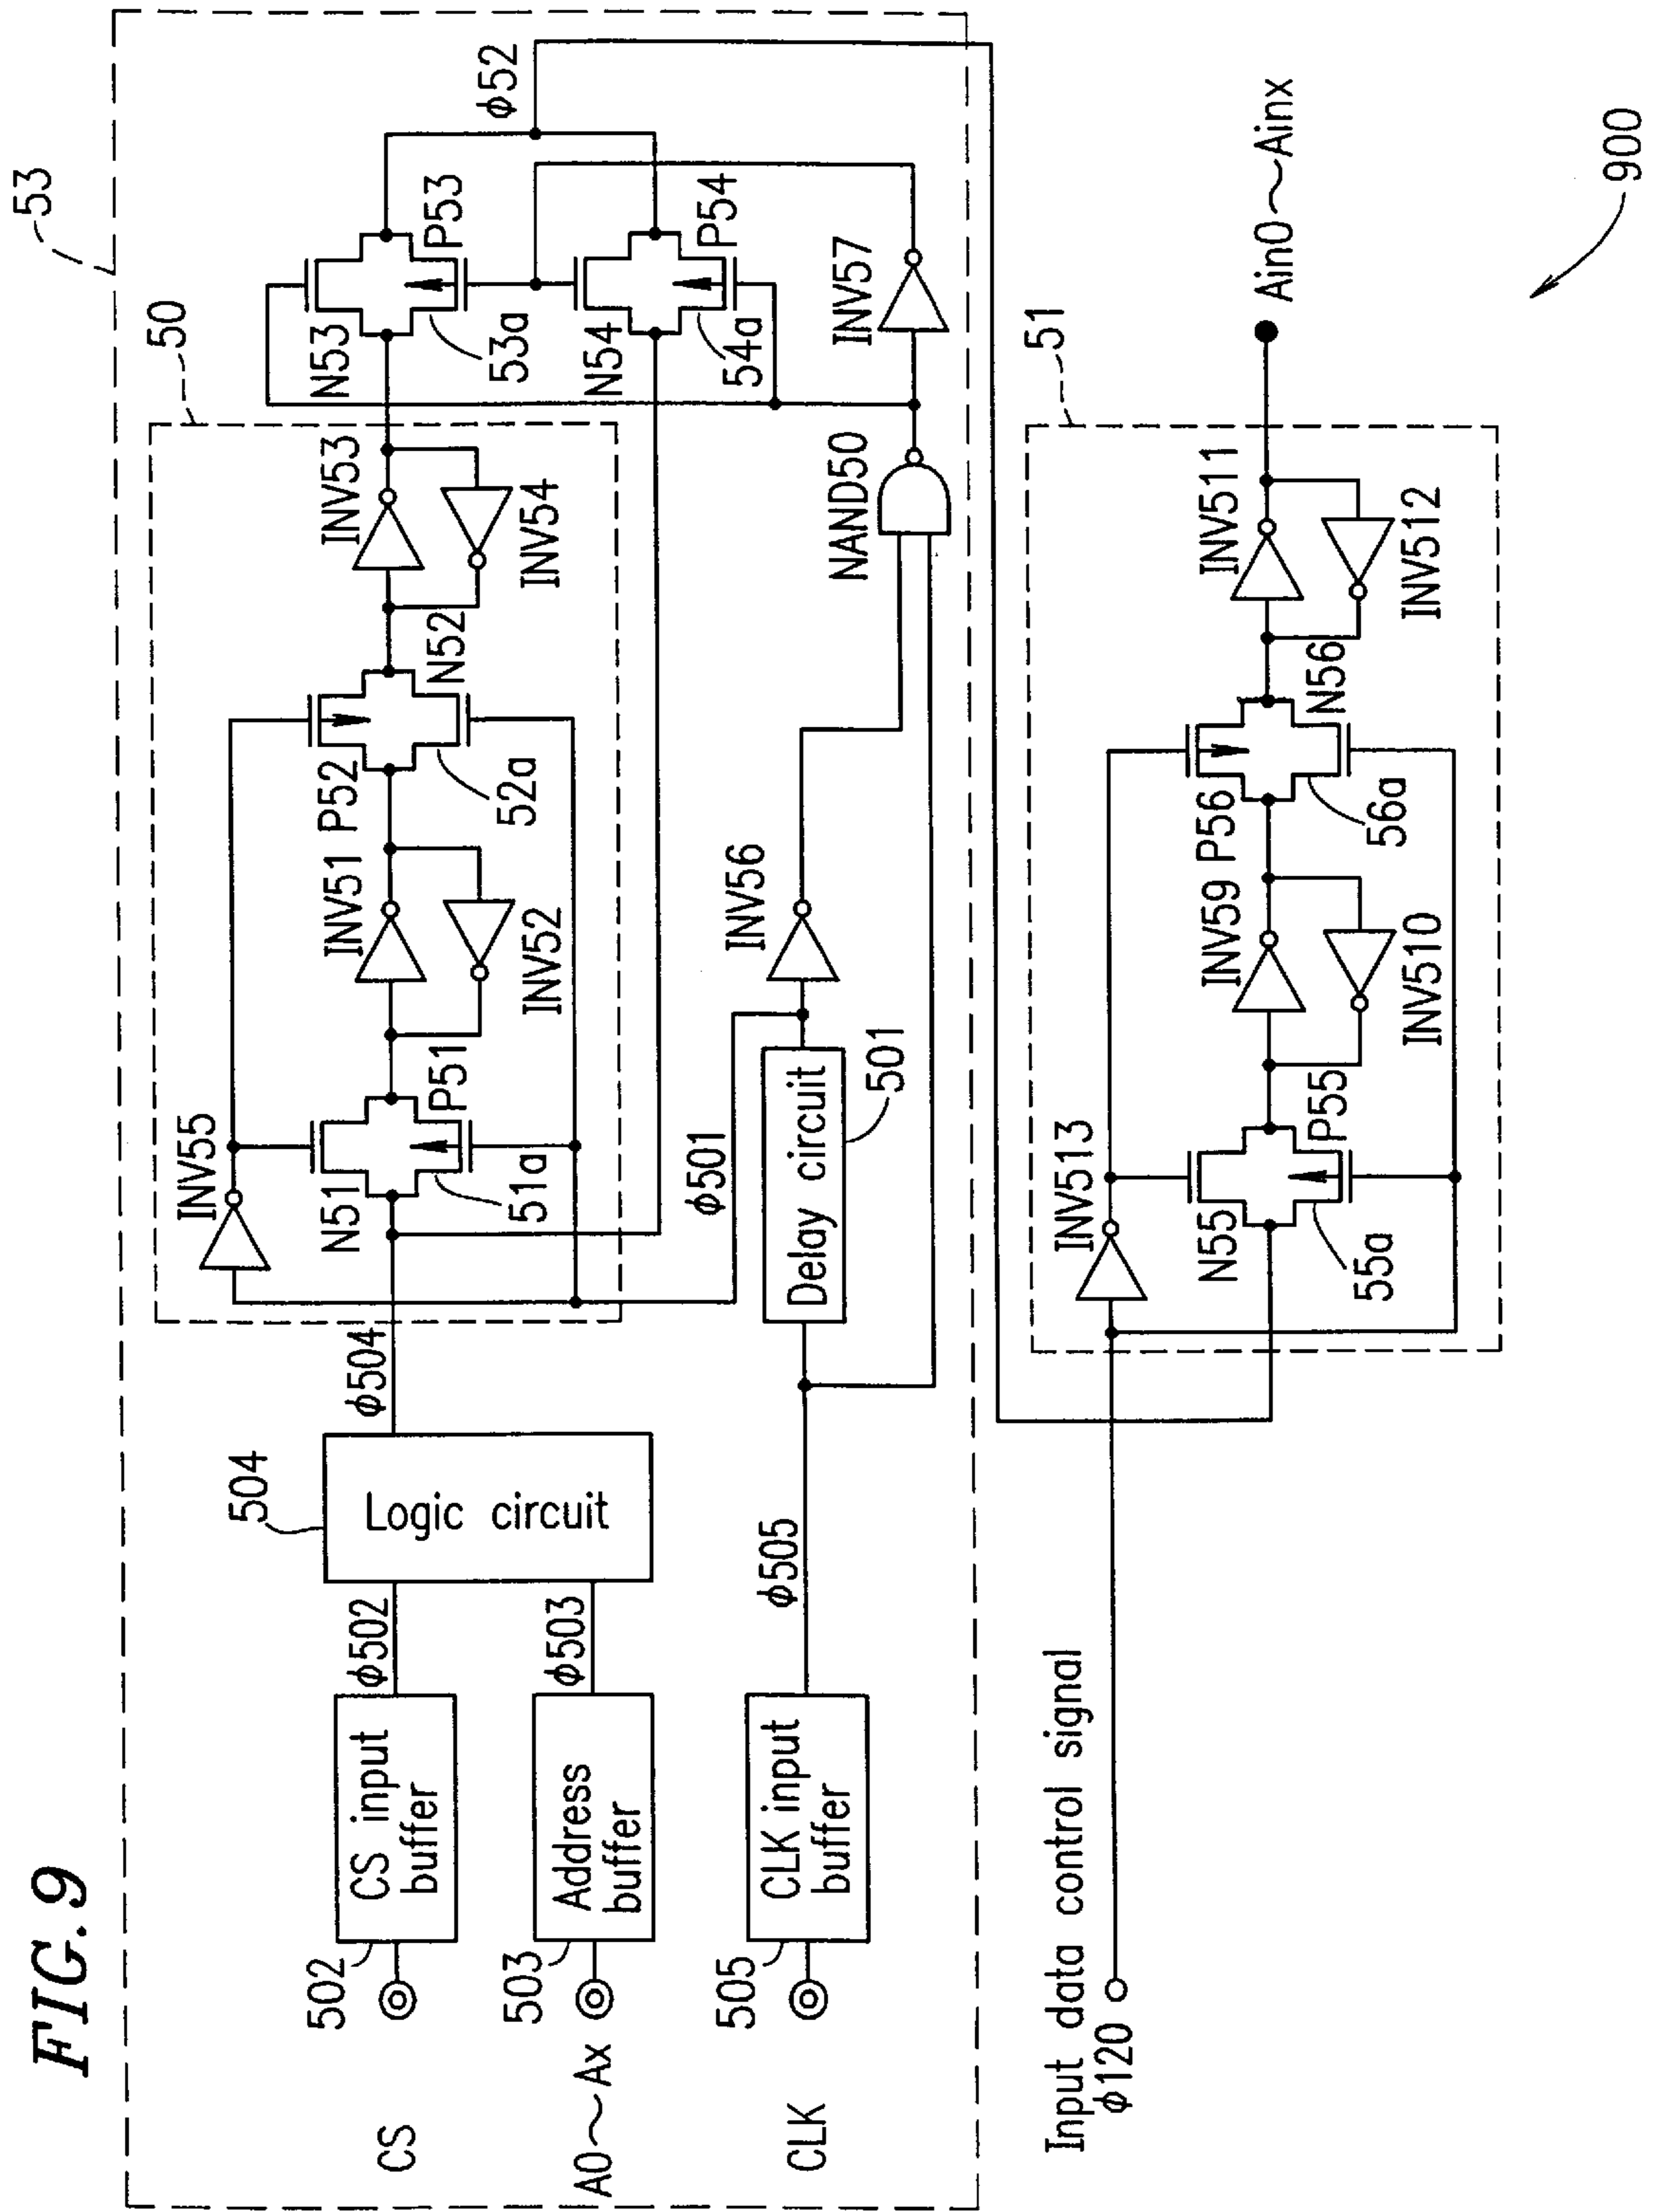 FIG.9
53
50
INV55
N51
P51
51a
INV51
INV52
P52
N52
52a
INV53
INV54
N53
P53
53a
φ52
N54
P54
54a
504
Logic circuit
φ504
502
CS
CS input
buffer
φ502
503
A0~Ax
Address
buffer
φ503
505
CLK
CLK input
buffer
φ505
φ501
Delay circuit
501
INV56
NAND50
INV57
Input data control signal
φ120
51
INV513
N55
P55
55a
INV59
INV510
P56
N56
56a
INV511
INV512
Ain0~Ainx
900